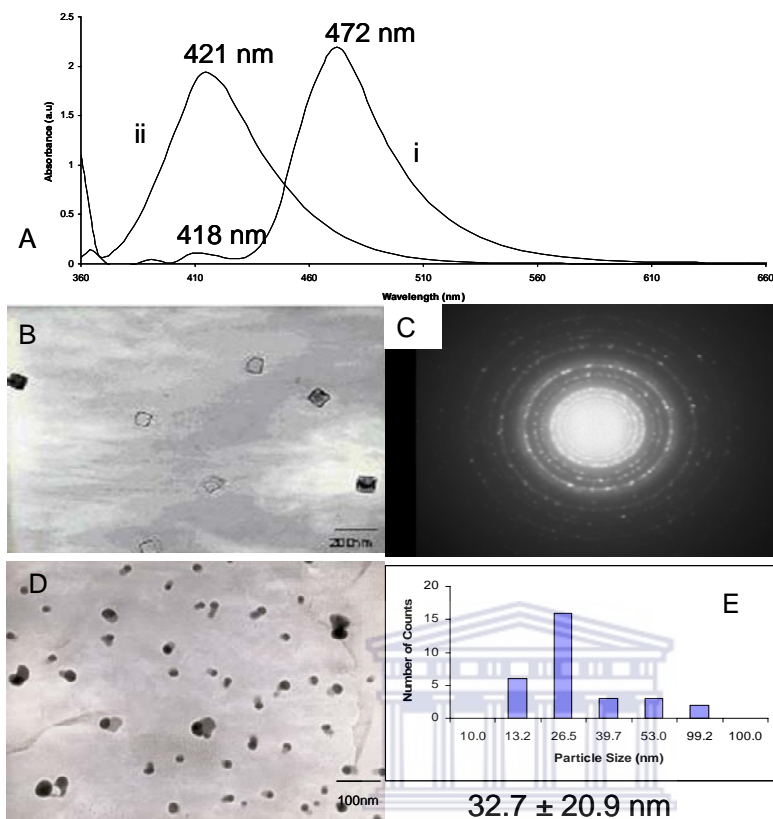 2.5
472 nm
421 nm
2
ii
1.5
i
Absorbance (a.u)
1
0.5
418 nm
A
0
360 410 460 510 560 610 660
Wavelength (nm)
B
C
200nm
D
E
20
15
10
5
0
Number of Counts
10.0 13.2 26.5 39.7 53.0 99.2 100.0
Particle Size (nm)
100nm
32.7 ± 20.9 nm